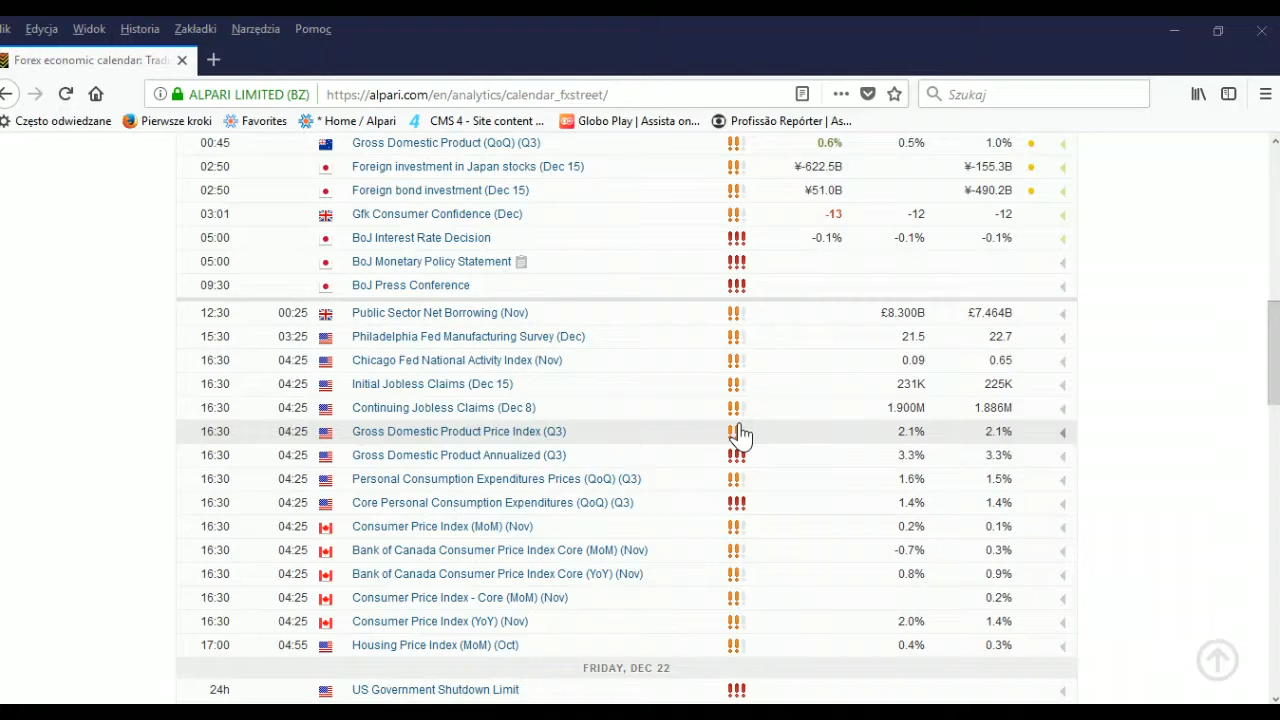 lik Edycja Widok Historia Zakładki Narzędzia Pomoc
Forex economic calendar: Tradi
ALPARI LIMITED (BZ) https://alpari.com/en/analytics/calendar_fxstreet/ Szukaj
Często odwiedzane Pierwsze kroki Favorites * Home / Alpari CMS 4 - Site content ... Globo Play | Assista on... Profissão Repórter | As...
00:45 Gross Domestic Product (QoQ) (Q3) 0.6% 0.5% 1.0%
02:50 Foreign investment in Japan stocks (Dec 15) ¥-622.5B ¥-155.3B
02:50 Foreign bond investment (Dec 15) ¥51.0B ¥-490.2B
03:01 Gfk Consumer Confidence (Dec) -13 -12 -12
05:00 BoJ Interest Rate Decision -0.1% -0.1% -0.1%
05:00 BoJ Monetary Policy Statement
09:30 BoJ Press Conference
12:30 00:25 Public Sector Net Borrowing (Nov) £8.300B £7.464B
15:30 03:25 Philadelphia Fed Manufacturing Survey (Dec) 21.5 22.7
16:30 04:25 Chicago Fed National Activity Index (Nov) 0.09 0.65
16:30 04:25 Initial Jobless Claims (Dec 15) 231K 225K
16:30 04:25 Continuing Jobless Claims (Dec 8) 1.900M 1.886M
16:30 04:25 Gross Domestic Product Price Index (Q3) 2.1% 2.1%
16:30 04:25 Gross Domestic Product Annualized (Q3) 3.3% 3.3%
16:30 04:25 Personal Consumption Expenditures Prices (QoQ) (Q3) 1.6% 1.5%
16:30 04:25 Core Personal Consumption Expenditures (QoQ) (Q3) 1.4% 1.4%
16:30 04:25 Consumer Price Index (MoM) (Nov) 0.2% 0.1%
16:30 04:25 Bank of Canada Consumer Price Index Core (MoM) (Nov) -0.7% 0.3%
16:30 04:25 Bank of Canada Consumer Price Index Core (YoY) (Nov) 0.8% 0.9%
16:30 04:25 Consumer Price Index - Core (MoM) (Nov) 0.2%
16:30 04:25 Consumer Price Index (YoY) (Nov) 2.0% 1.4%
17:00 04:55 Housing Price Index (MoM) (Oct) 0.4% 0.3%
FRIDAY, DEC 22
24h US Government Shutdown Limit